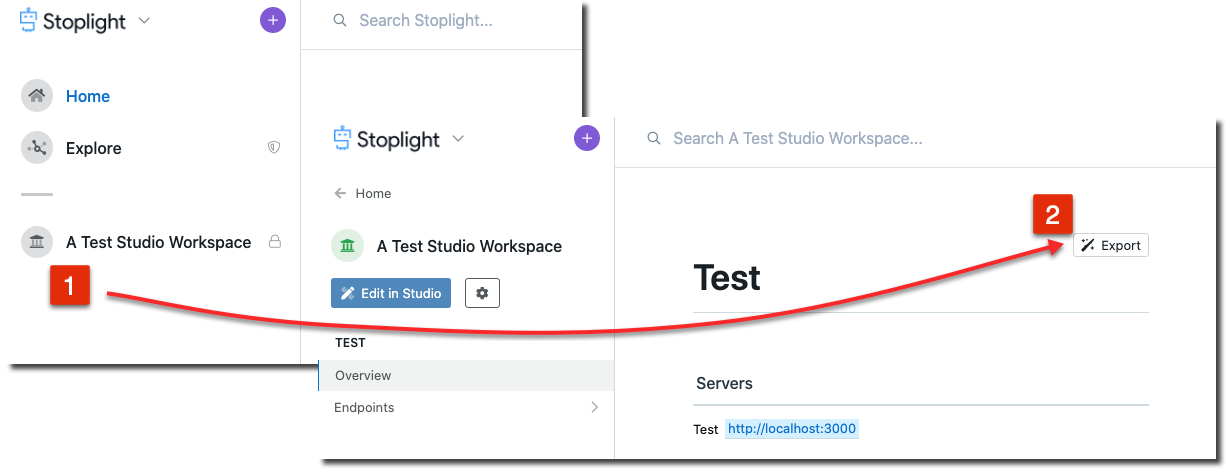 Stoplight
Search Stoplight...
Home
Explore
A Test Studio Workspace
1
Stoplight
Search A Test Studio Workspace...
Home
A Test Studio Workspace
Edit in Studio
TEST
Overview
Endpoints
2
Export
Test
Servers
Test http://localhost:3000